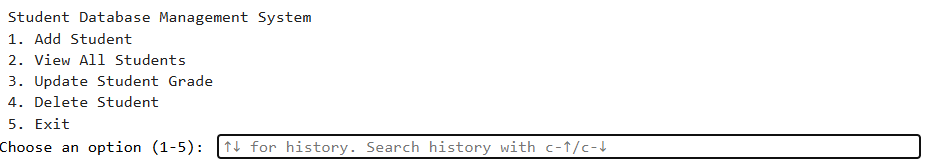 Student Database Management System
1. Add Student
2. View All Students
3. Update Student Grade
4. Delete Student
5. Exit
Choose an option (1-5): ↑↓ for history. Search history with c-↑/c-↓